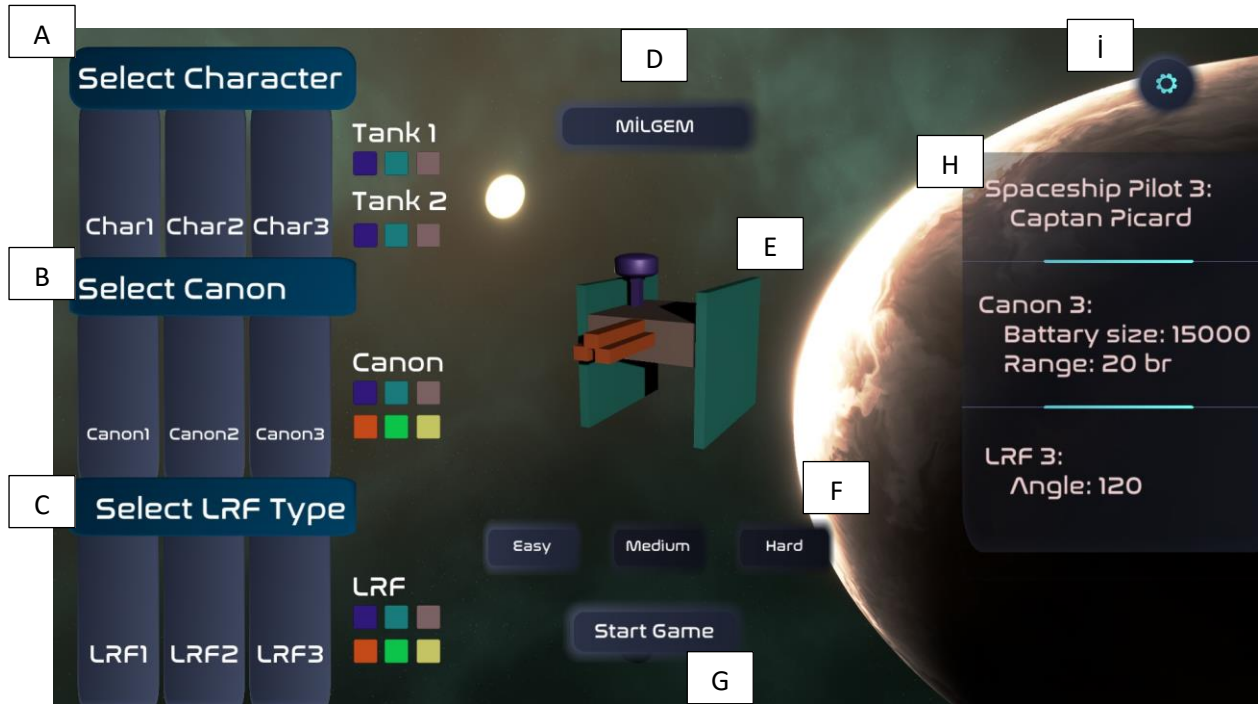 A
Select Character
Char1 Char2 Char3
Tank 1
Tank 2
B
Select Canon
Canon1 Canon2 Canon3
Canon
C
Select LRF Type
LRF1 LRF2 LRF3
LRF
D
MİLGEM
E
F
Easy Medium Hard
Start Game
G
İ
H
Spaceship Pilot 3:
Captan Picard
Canon 3:
Battary size: 15000
Range: 20 br
LRF 3:
Angle: 120